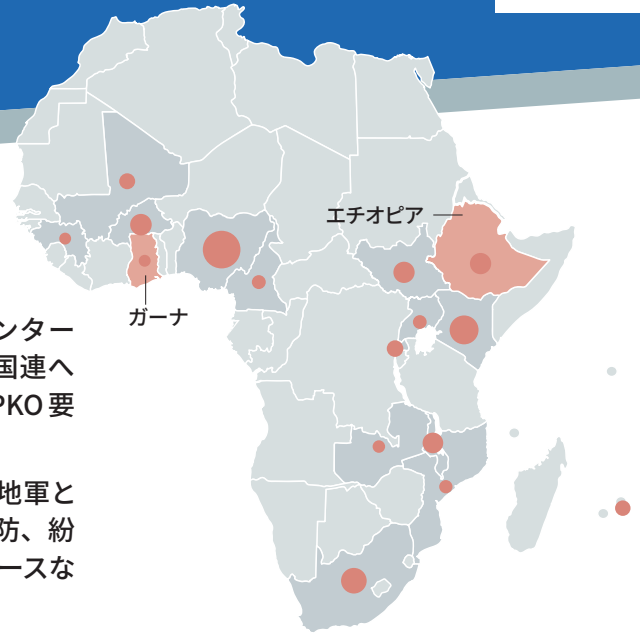 エチオピア
ガーナ
ンター
国連へ
PKO 要
地軍と
防、紛
ースな